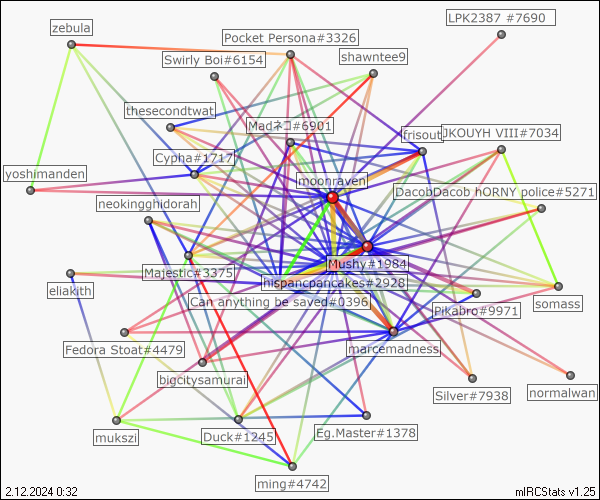 LPK2387 #7690
zebula
Pocket Persona#3326
shawntee9
Swirly Boi#6154
thesecondtwat
Madネコ#6901
frisout
JKOUYH VIII#7034
Cypha#1717
yoshimanden
moonraven
DacobDacob hORNY police#5271
neokingghidorah
Mushy#1984
Majestic#3375
hispancpancakes#2928
eliakith
Can anything be saved#0396
somass
Pikabro#9971
Fedora Stoat#4479
marcemadness
bigcitysamurai
Silver#7938
normalwan
mukszi
Duck#1245
Eg.Master#1378
ming#4742
2.12.2024 0:32
mIRCStats v1.25